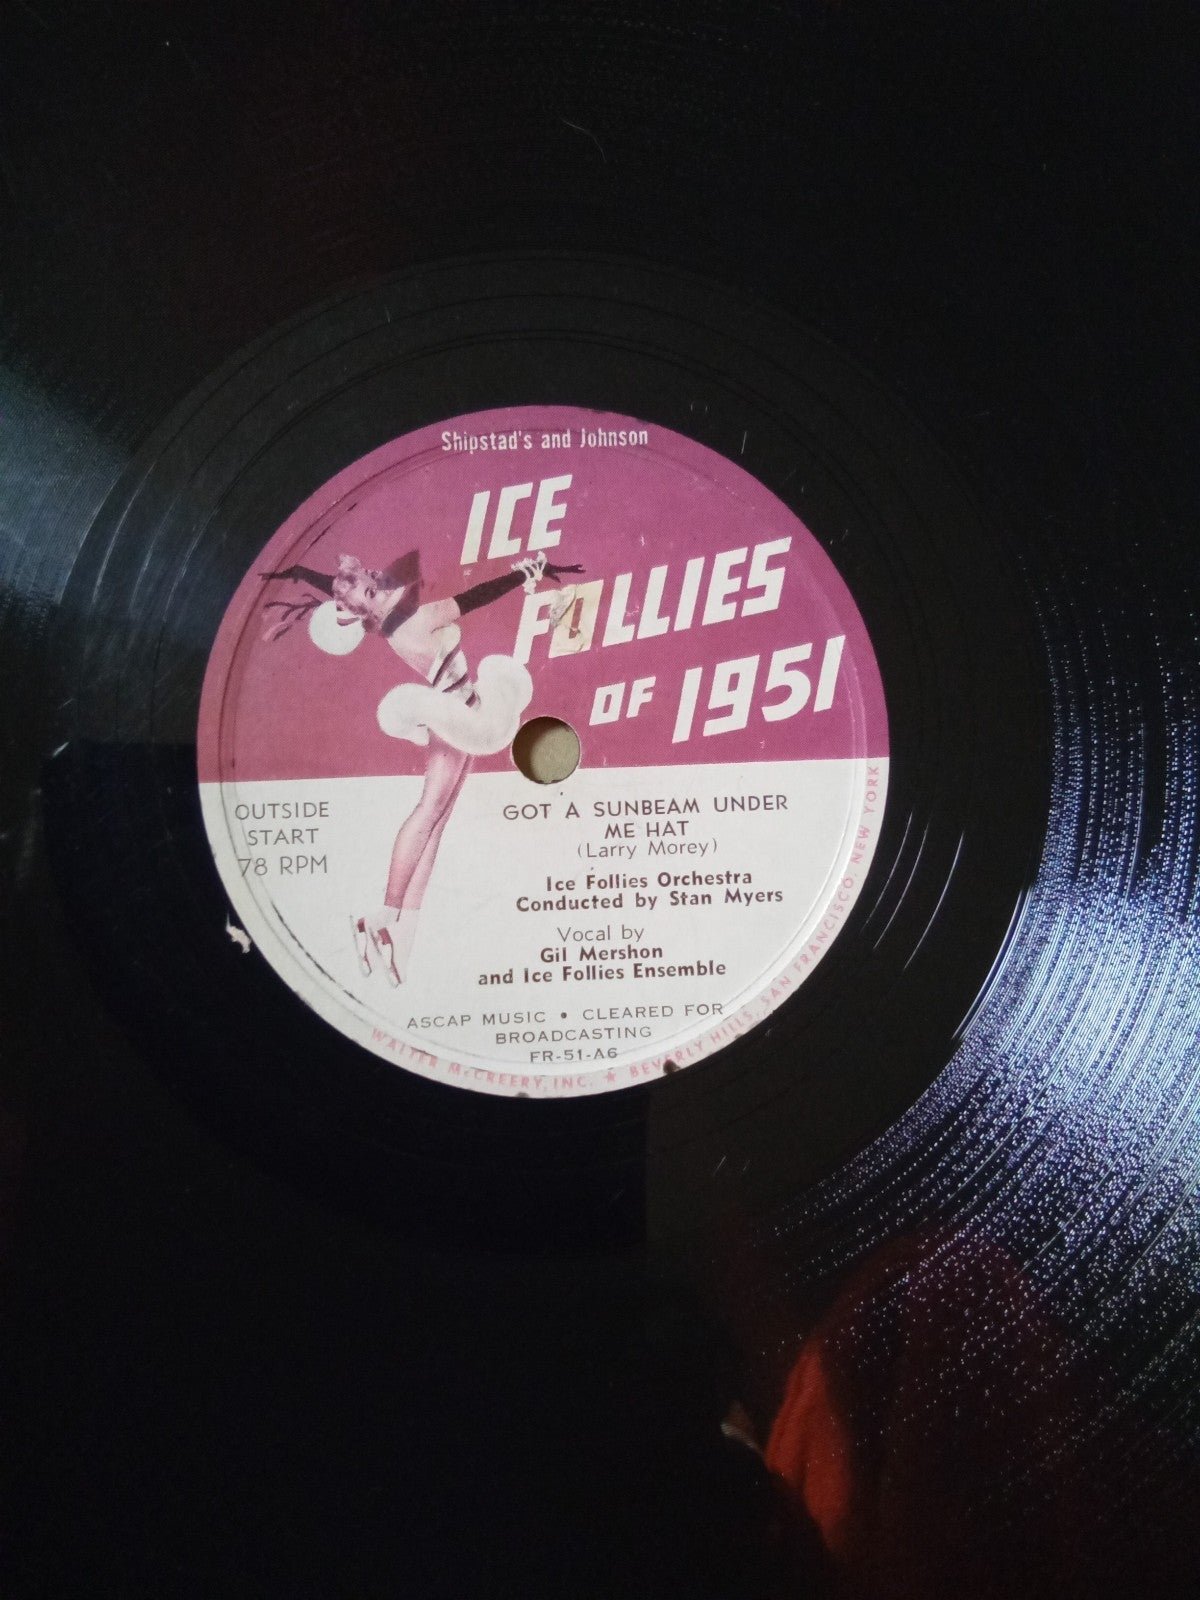 Shipstad's and Johnson
ICE
FOLLIES
OF 1951
OUTSIDE
START
78 RPM
GOT A SUNBEAM UNDER
ME HAT
(Larry Morey)
Ice Follies Orchestra
Conducted by Stan Myers
Vocal by
Gil Mershon
and Ice Follies Ensemble
ASCAP MUSIC • CLEARED FOR
BROADCASTING
FR-51-A6
WALTER McCREERY, INC. ★ BEVERLY HILLS, SAN FRANCISCO, NEW YORK